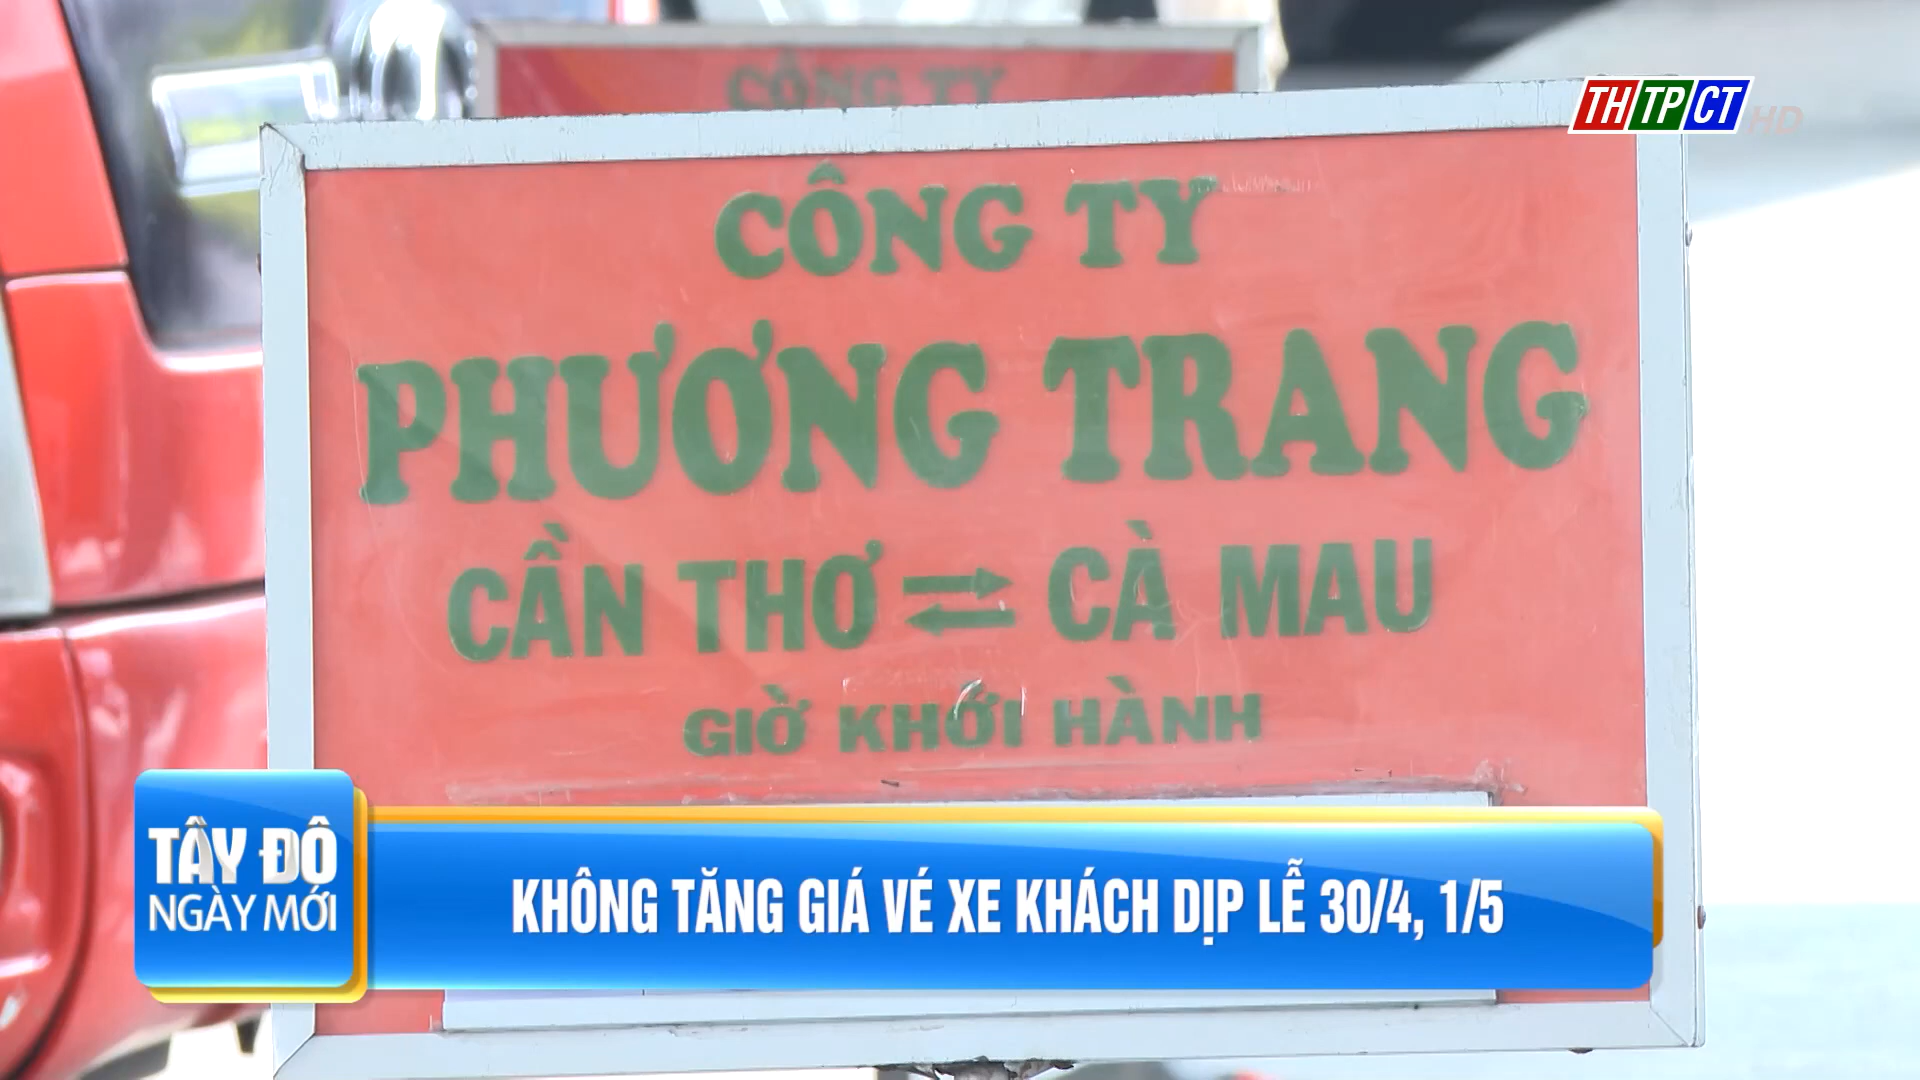 CÔNG TY
THTPCT HD
CÔNG TY
PHƯƠNG TRANG
CẦN THƠ ⇄ CÀ MAU
GIỜ KHỞI HÀNH
TÂY ĐÔ
NGÀY MỚI
KHÔNG TĂNG GIÁ VÉ XE KHÁCH DỊP LỄ 30/4, 1/5